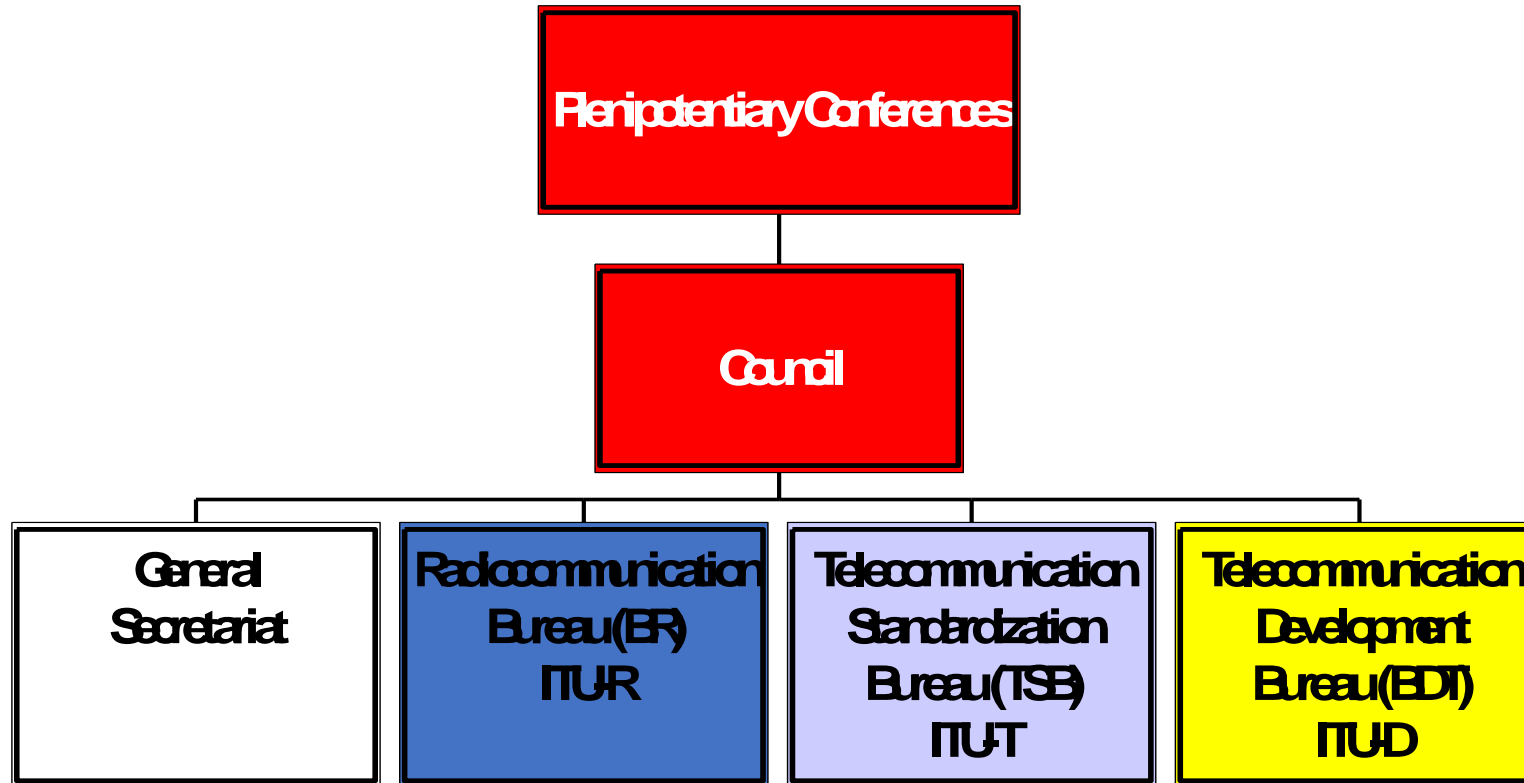 Plenipotentiary Conferences
Council
General
Secretariat
Radiocommunication
Bureau (BR)
ITU-R
Telecommunication
Standardization
Bureau (TSB)
ITU-T
Telecommunication
Development
Bureau (BDT)
ITU-D